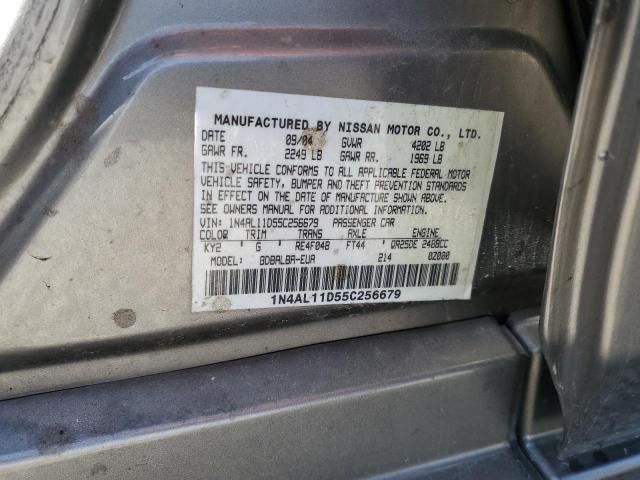 MANUFACTURED BY NISSAN MOTOR CO., LTD.
DATE 09/04 GVWR 4202 LB
GAWR FR. 2249 LB GAWR RR. 1969 LB
THIS VEHICLE CONFORMS TO ALL APPLICABLE FEDERAL MOTOR
VEHICLE SAFETY, BUMPER AND THEFT PREVENTION STANDARDS
IN EFFECT ON THE DATE OF MANUFACTURE SHOWN ABOVE.
SEE OWNERS MANUAL FOR ADDITIONAL INFORMATION.
VIN: 1N4AL11D55C256679 PASSENGER CAR
COLOR TRIM TRANS AXLE ENGINE
KY2 G RE4F04B FT44 QR25DE 2488CC
MODEL: BDBALBA-EUA 214 0Z000
1N4AL11D55C256679